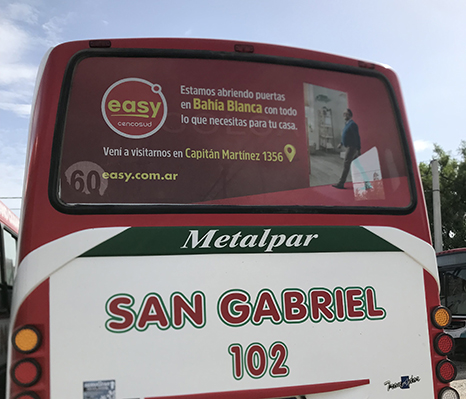 easy
cencosud
Estamos abriendo puertas
en Bahía Blanca con todo
lo que necesitas para tu casa.
Vení a visitarnos en Capitán Martínez 1356
60
easy.com.ar
Metalpar
SAN GABRIEL
102